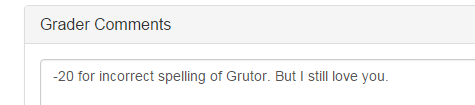 Grader Comments
-20 for incorrect spelling of Grutor. But I still love you.